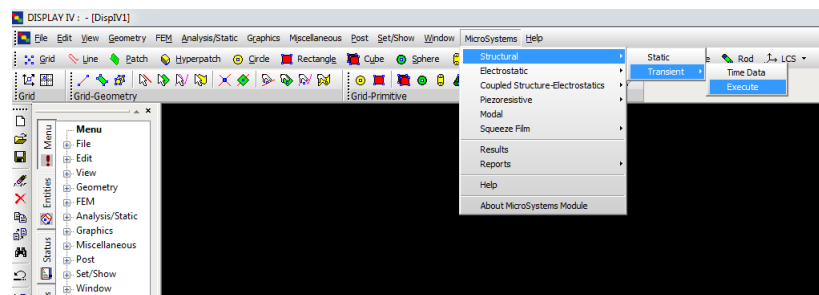 DISPLAY IV : - [DispIV1]
File Edit View Geometry FEM Analysis/Static Graphics Miscellaneous Post Set/Show Window MicroSystems Help
Grid Line Patch Hyperpatch Circle Rectangle Cube Sphere Rod LCS
Grid Grid-Geometry Grid-Primitive
Structural
Electrostatic
Coupled Structure-Electrostatics
Piezoresistive
Modal
Squeeze Film
Results
Reports
Help
About MicroSystems Module
Static
Transient
Time Data
Execute
Menu
Entities
Status
Menu
File
Edit
View
Geometry
FEM
Analysis/Static
Graphics
Miscellaneous
Post
Set/Show
Window